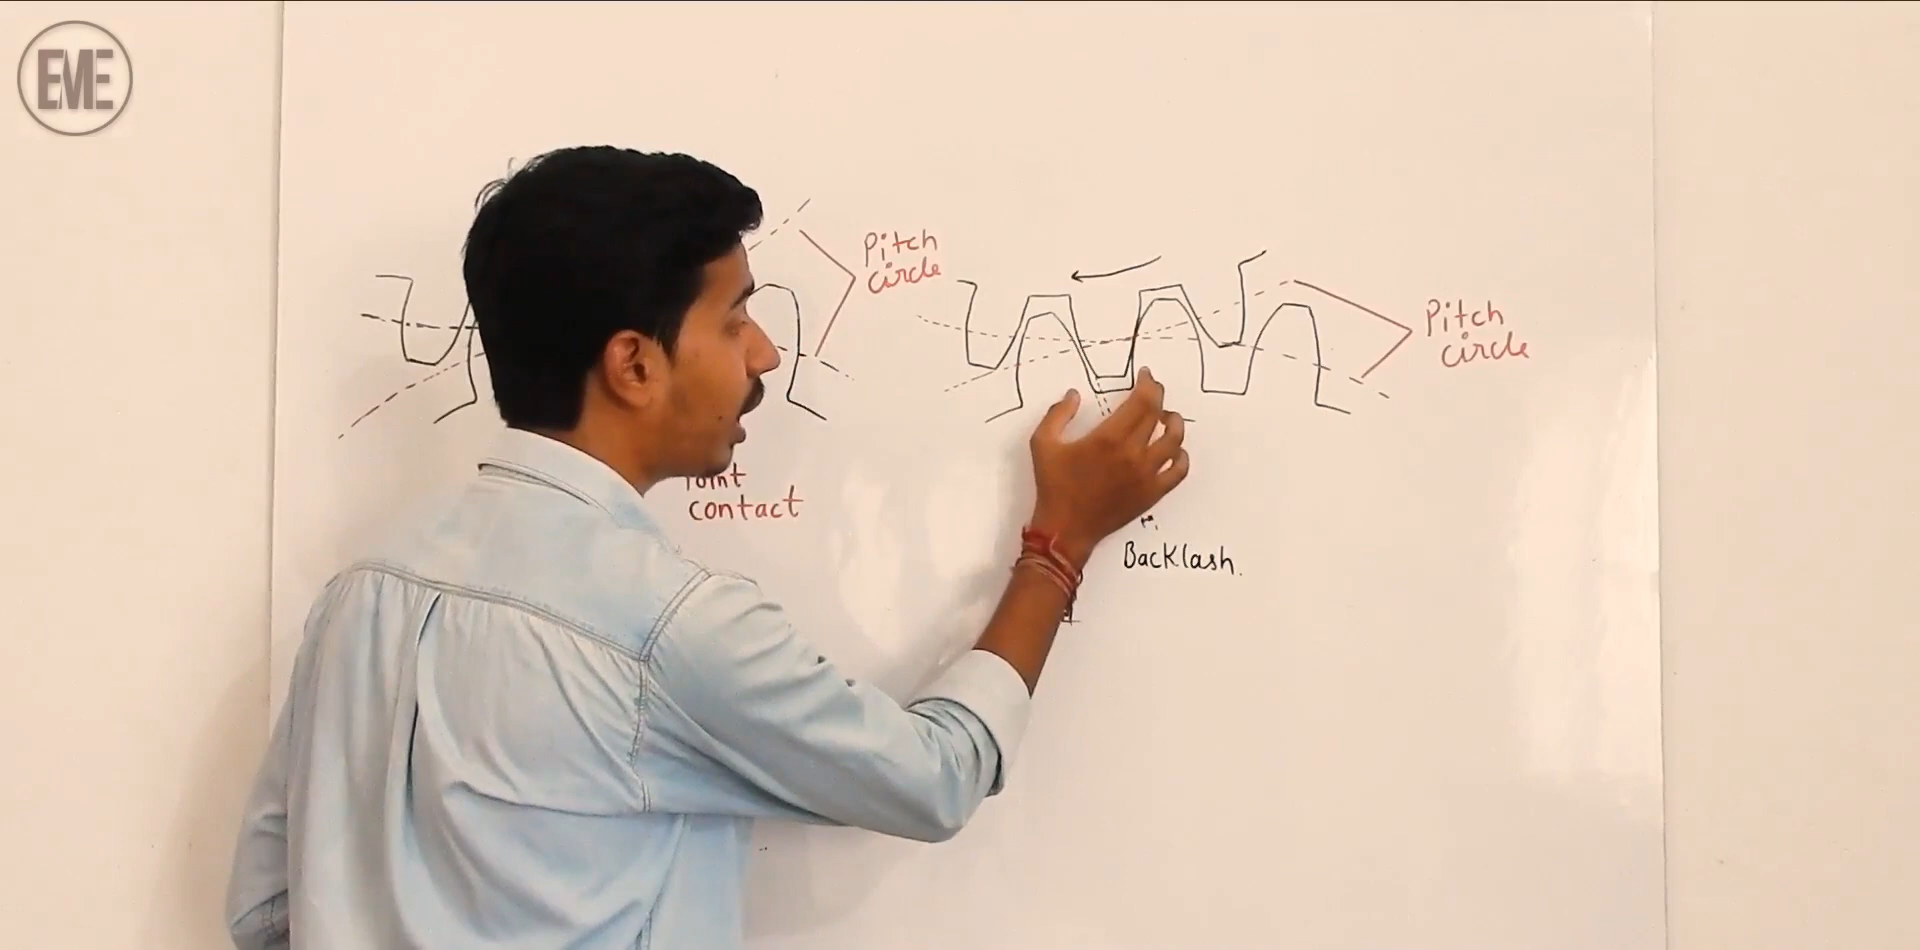 EME
Pitch
circle
contact
Pitch
circle
Backlash.